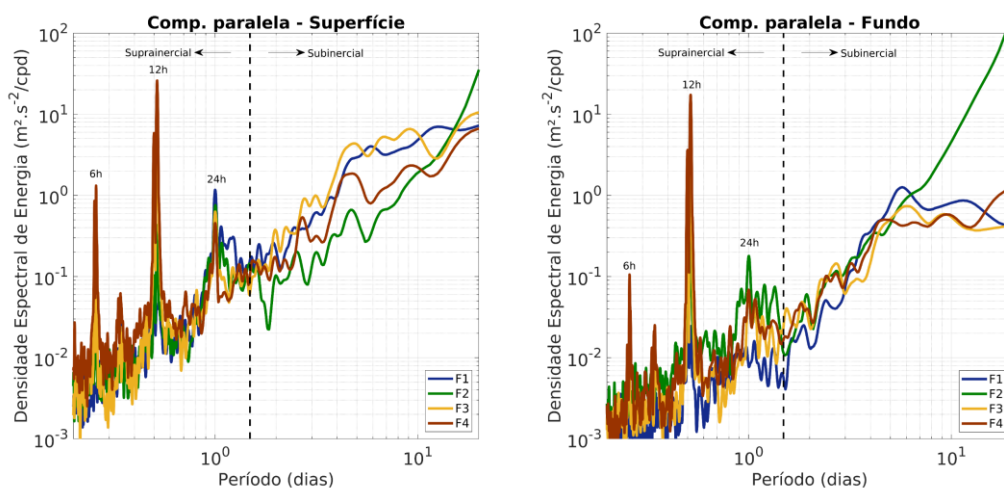 Comp. paralela - Superfície
Suprainercial
Subinercial
12h
6h
24h
Densidade Espectral de Energia (m².s⁻²/cpd)
10²
10¹
10⁰
10⁻¹
10⁻²
10⁻³
10⁰
10¹
Período (dias)
F1
F2
F3
F4
Comp. paralela - Fundo
Suprainercial
Subinercial
12h
24h
6h
Densidade Espectral de Energia (m².s⁻²/cpd)
10²
10¹
10⁰
10⁻¹
10⁻²
10⁻³
10⁰
10¹
Período (dias)
F1
F2
F3
F4